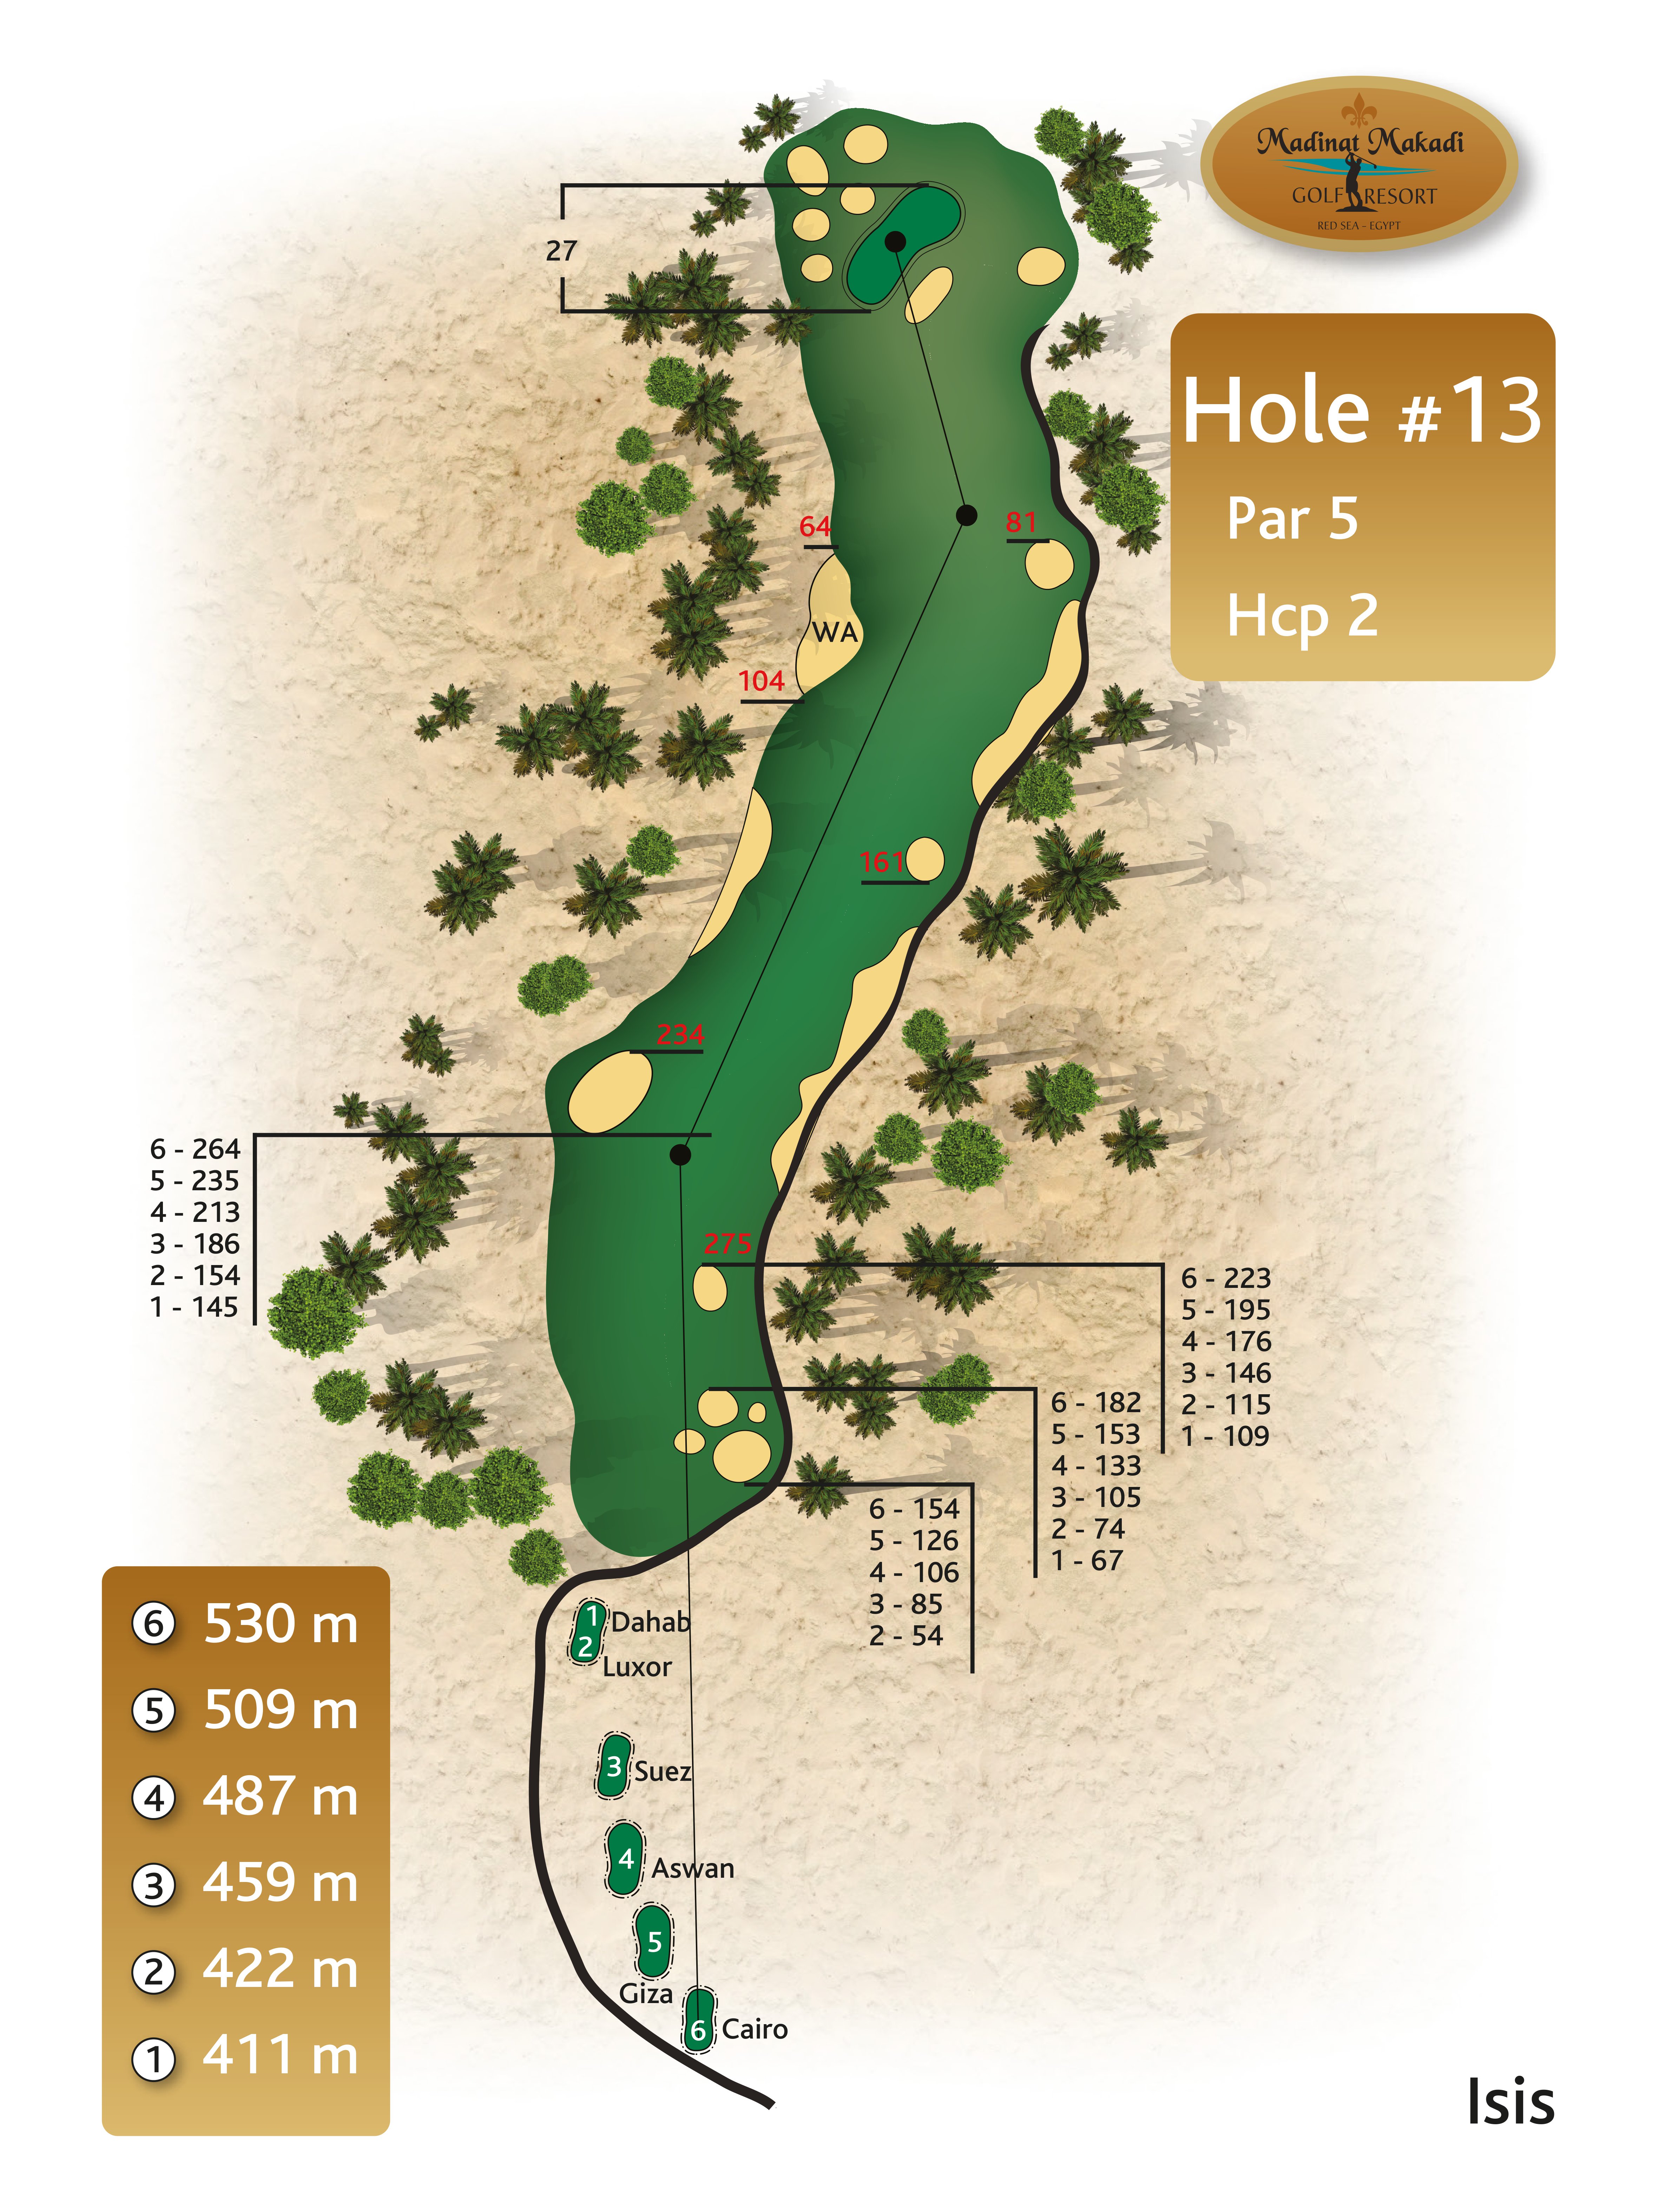 Madinat Makadi
GOLF RESORT
RED SEA - EGYPT
27
Hole #13
Par 5
Hcp 2
64
81
WA
104
161
234
6 - 264
5 - 235
4 - 213
3 - 186
2 - 154
1 - 145
275
6 - 223
5 - 195
4 - 176
3 - 146
2 - 115
1 - 109
6 - 182
5 - 153
4 - 133
3 - 105
2 - 74
1 - 67
6 - 154
5 - 126
4 - 106
3 - 85
2 - 54
6 530 m
5 509 m
4 487 m
3 459 m
2 422 m
1 411 m
1 Dahab
2 Luxor
3 Suez
4 Aswan
5
Giza
6 Cairo
Isis